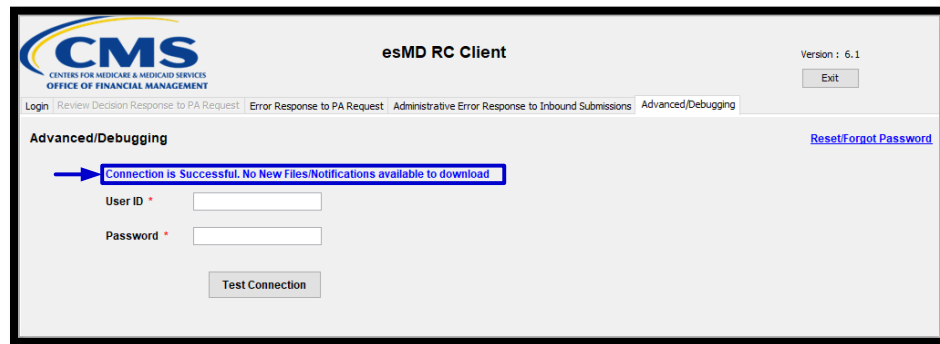 CMS
CENTERS FOR MEDICARE & MEDICAID SERVICES
OFFICE OF FINANCIAL MANAGEMENT
esMD RC Client
Version : 6.1
Exit
Login Review Decision Response to PA Request Error Response to PA Request Administrative Error Response to Inbound Submissions Advanced/Debugging
Advanced/Debugging
Reset/Forgot Password
Connection is Successful. No New Files/Notifications available to download
User ID *
Password *
Test Connection